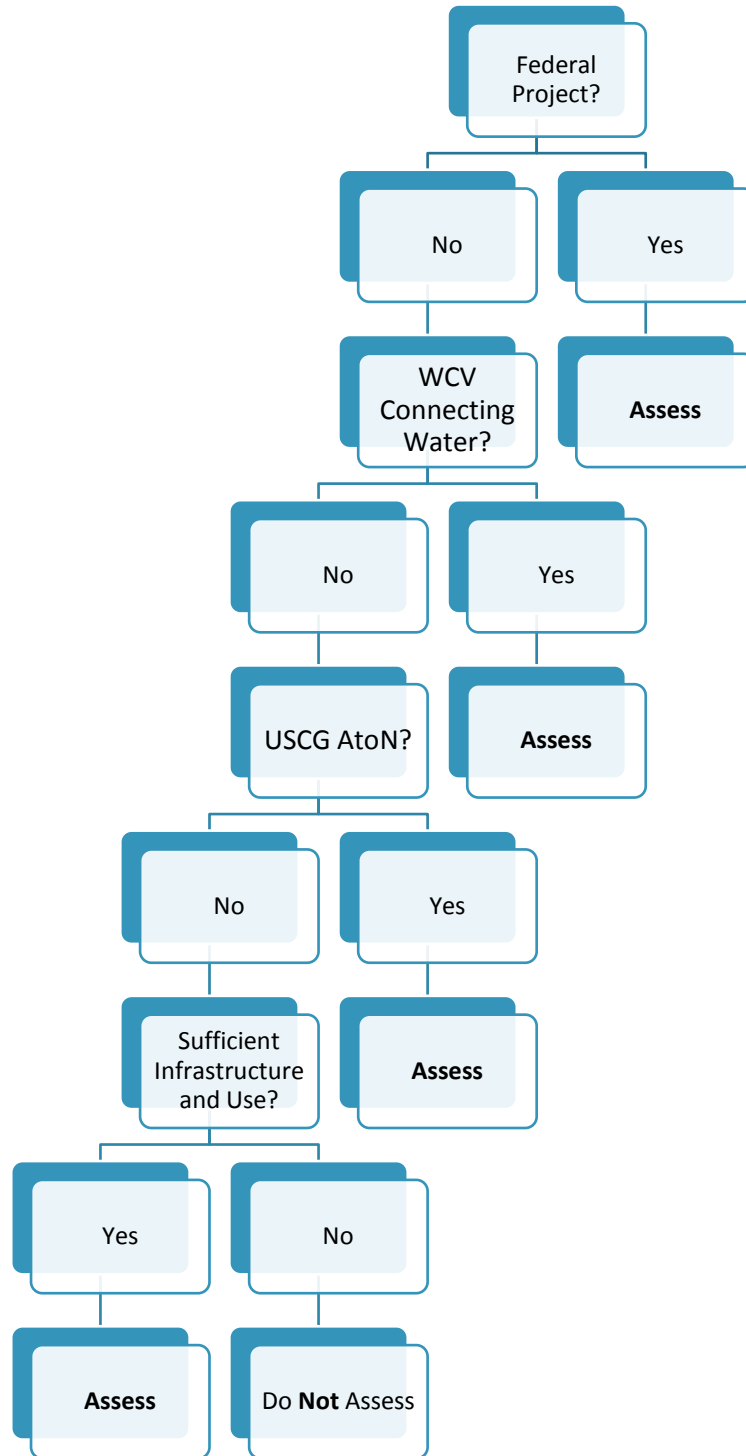 Federal
Project?
No
Yes
WCV
Connecting
Water?
Assess
No
Yes
USCG AtoN?
Assess
No
Yes
Sufficient
Infrastructure
and Use?
Assess
Yes
No
Assess
Do Not Assess